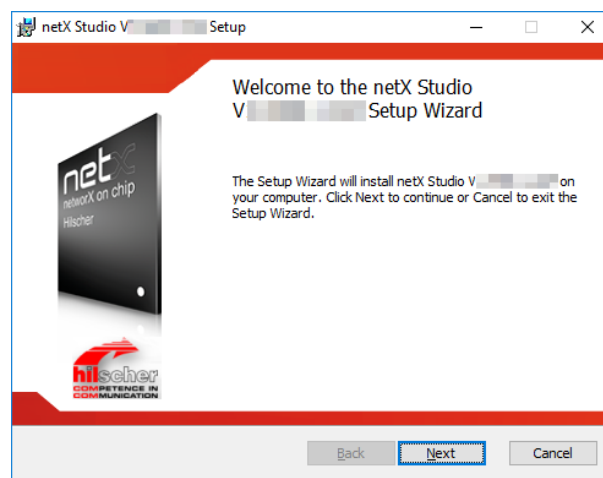 netX Studio V Setup
Welcome to the netX Studio
V Setup Wizard
netX
networX on chip
Hilscher
The Setup Wizard will install netX Studio V on
your computer. Click Next to continue or Cancel to exit the
Setup Wizard.
hilscher
COMPETENCE IN
COMMUNICATION
Back
Next
Cancel